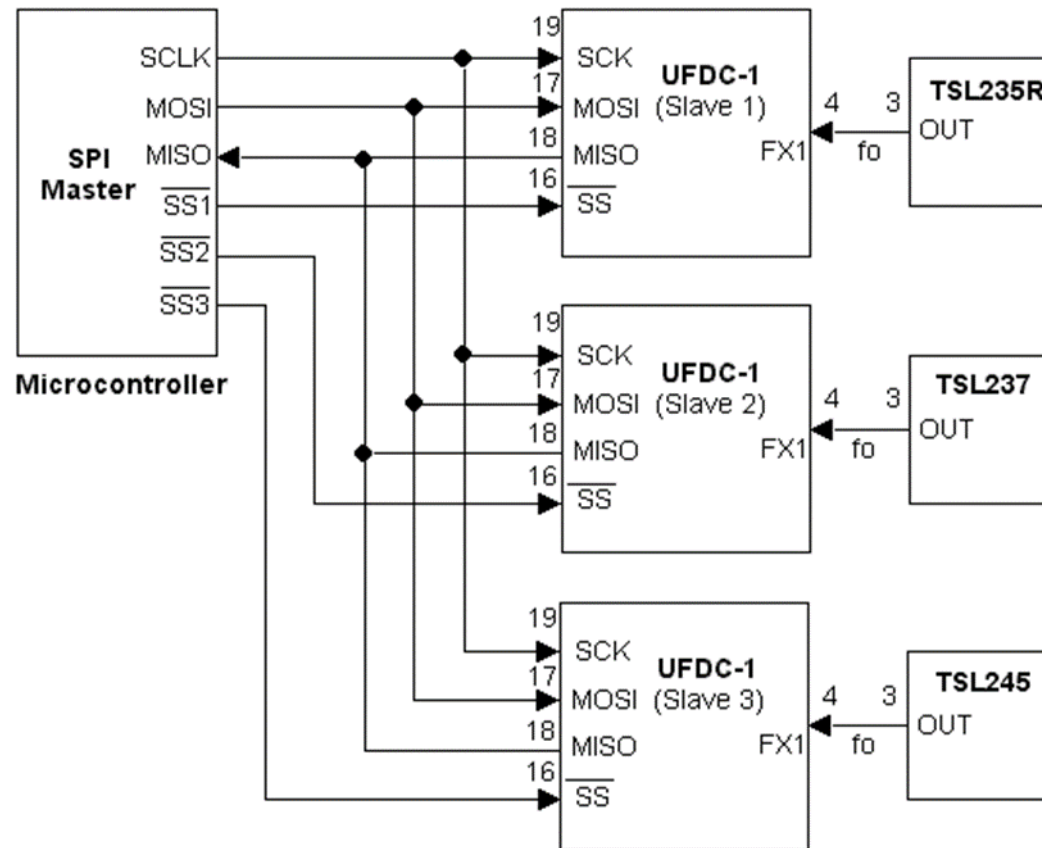 SPI
Master
SCLK
MOSI
MISO
SS1
SS2
SS3
Microcontroller
19
SCK
17
MOSI
18
MISO
16
SS
UFDC-1
(Slave 1)
FX1
4
3
fo
TSL235R
OUT
19
SCK
17
MOSI
18
MISO
16
SS
UFDC-1
(Slave 2)
FX1
4
3
fo
TSL237
OUT
19
SCK
17
MOSI
18
MISO
16
SS
UFDC-1
(Slave 3)
FX1
4
3
fo
TSL245
OUT